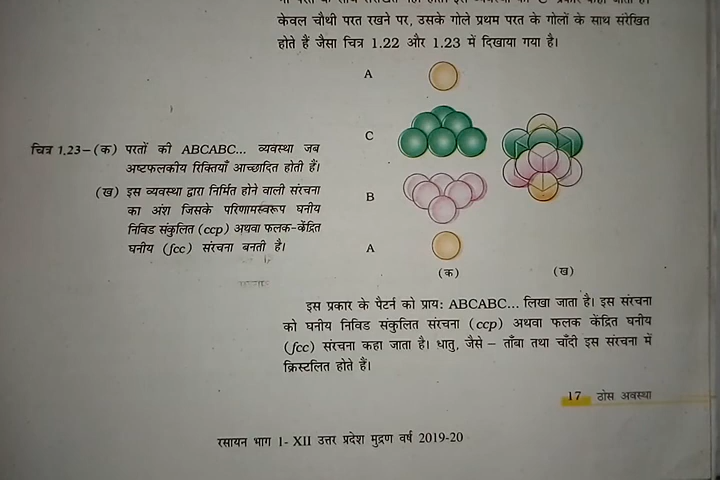 केवल चौथी परत रखने पर, उसके गोले प्रथम परत के गोलों के साथ संरेखित
होते हैं जैसा चित्र 1.22 और 1.23 में दिखाया गया है।
A
C
B
A
(क)
(ख)
चित्र 1.23–(क) परतों की ABCABC... व्यवस्था जब
अष्टफलकीय रिक्तियाँ आच्छादित होती हैं।
(ख) इस व्यवस्था द्वारा निर्मित होने वाली संरचना
का अंश जिसके परिणामस्वरूप घनीय
निविड संकुलित (ccp) अथवा फलक-केंद्रित
घनीय (fcc) संरचना बनती है।
इस प्रकार के पैटर्न को प्राय: ABCABC... लिखा जाता है। इस संरचना
को घनीय निविड संकुलित संरचना (ccp) अथवा फलक केंद्रित घनीय
(fcc) संरचना कहा जाता है। धातु, जैसे – ताँबा तथा चाँदी इस संरचना में
क्रिस्टलित होते हैं।
17 ठोस अवस्था
रसायन भाग 1- XII उत्तर प्रदेश मुद्रण वर्ष 2019-20